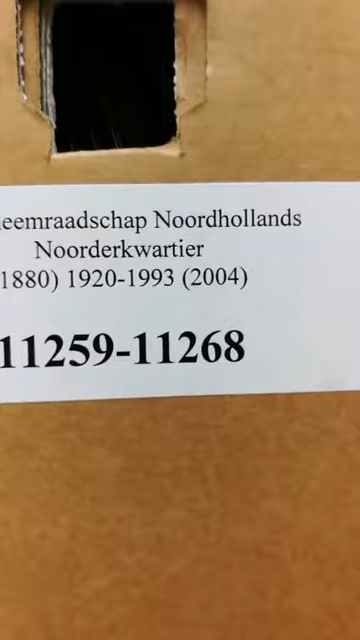 eemraadschap Noordhollands
Noorderkwartier
1880) 1920-1993 (2004)
11259-11268